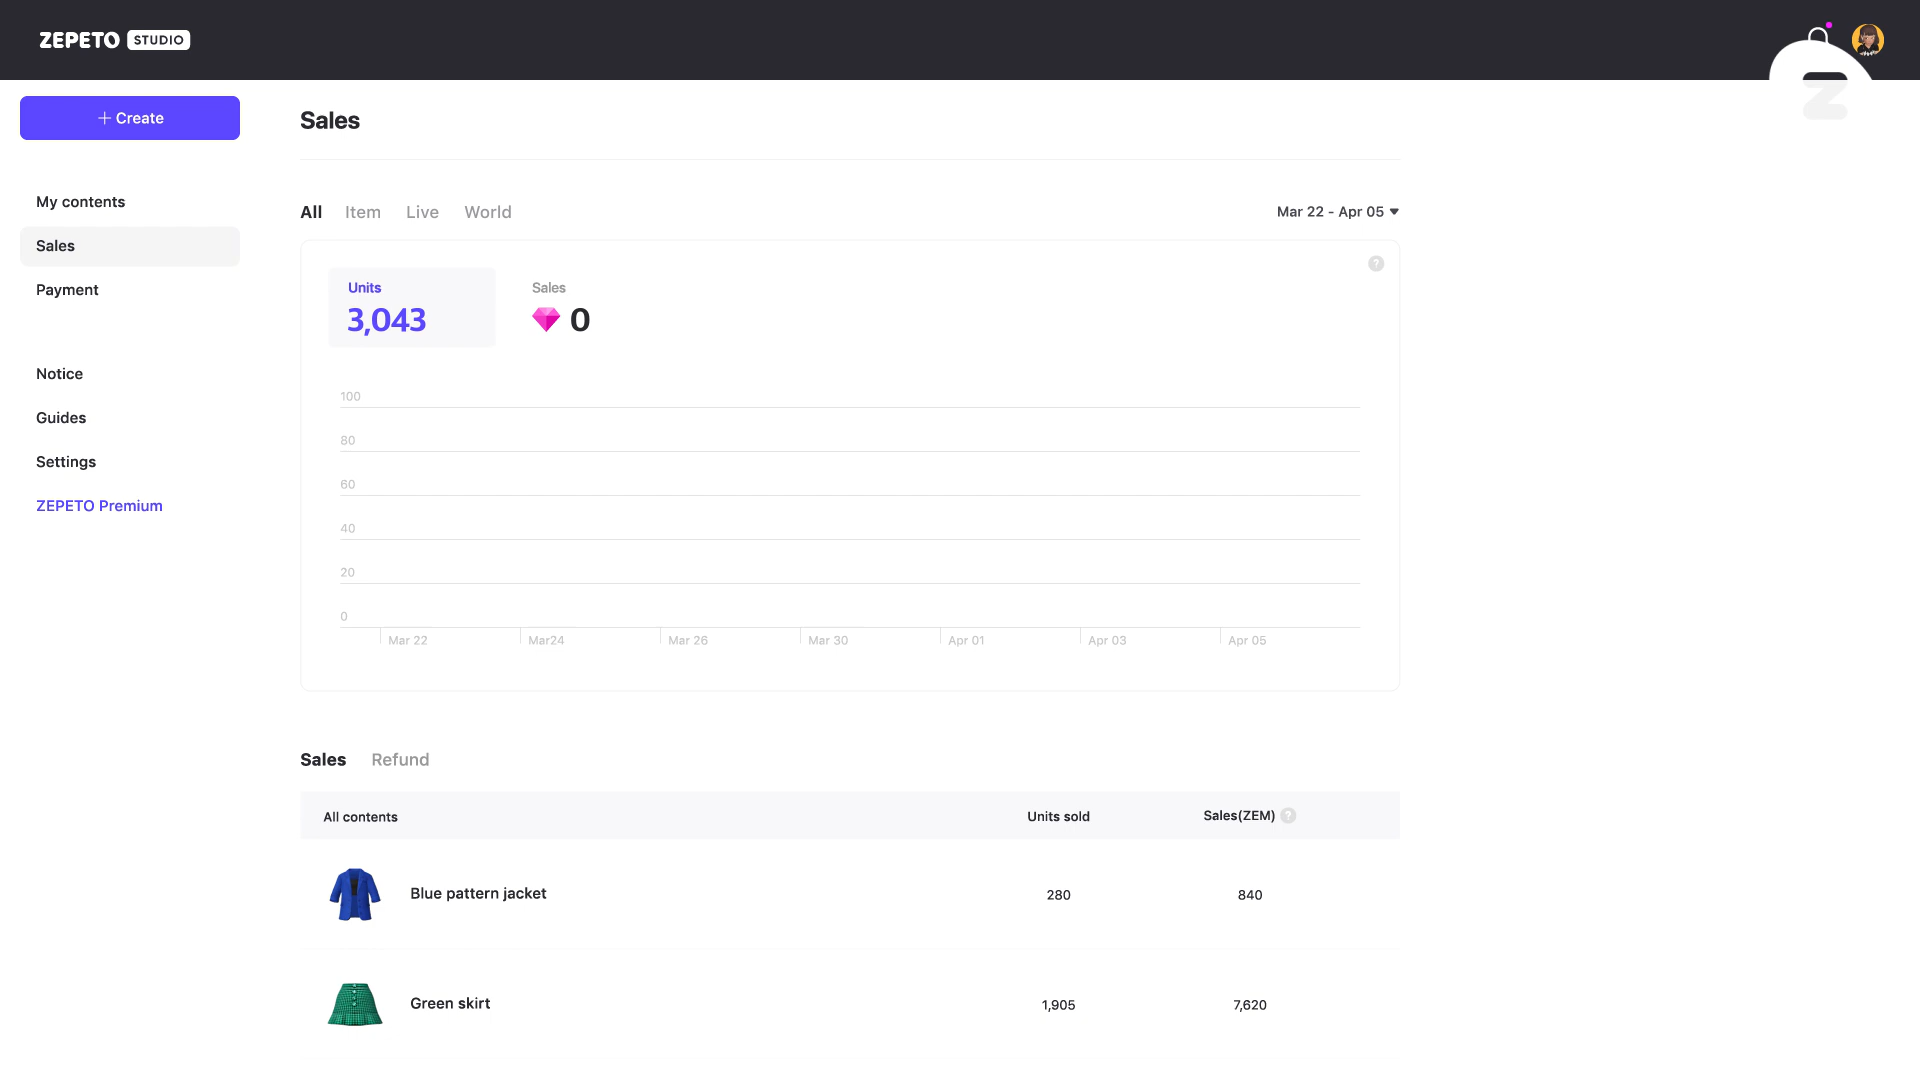 ZEPETO STUDIO
+ Create
My contents
Sales
Payment
Notice
Guides
Settings
ZEPETO Premium
Sales
All Item Live World
Mar 22 - Apr 05
?
Units
3,043
Sales
0
100
80
60
40
20
0
Mar 22 Mar24 Mar 26 Mar 30 Apr 01 Apr 03 Apr 05
Sales Refund
All contents Units sold Sales(ZEM) ?
Blue pattern jacket 280 840
Green skirt 1,905 7,620
Z